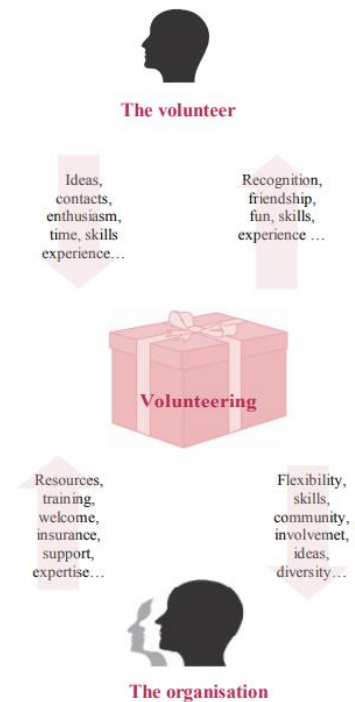 The volunteer
Ideas,
contacts,
enthusiasm,
time, skills
experience…
Recognition,
friendship,
fun, skills,
experience …
Volunteering
Resources,
training,
welcome,
insurance,
support,
expertise…
Flexibility,
skills,
community,
involvemet,
ideas,
diversity…
The organisation